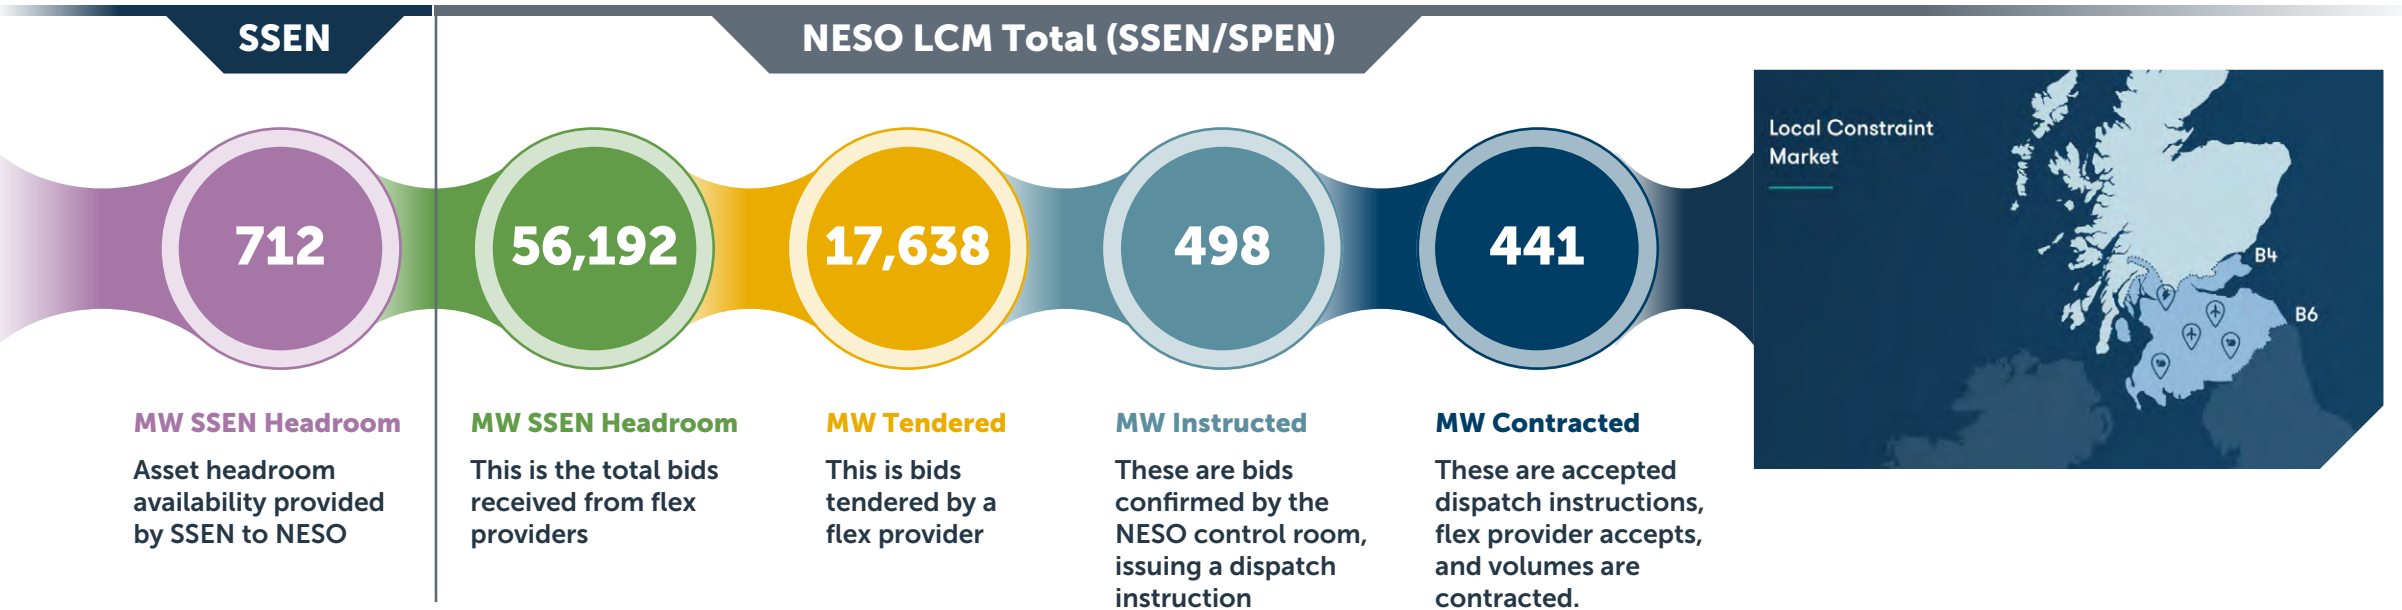 SSEN
NESO LCM Total (SSEN/SPEN)
712
MW SSEN Headroom
Asset headroom
availability provided
by SSEN to NESO
56,192
MW SSEN Headroom
This is the total bids
received from flex
providers
17,638
MW Tendered
This is bids
tendered by a
flex provider
498
MW Instructed
These are bids
confirmed by the
NESO control room,
issuing a dispatch
instruction
441
MW Contracted
These are accepted
dispatch instructions,
flex provider accepts,
and volumes are
contracted.
Local Constraint
Market
B4
B6